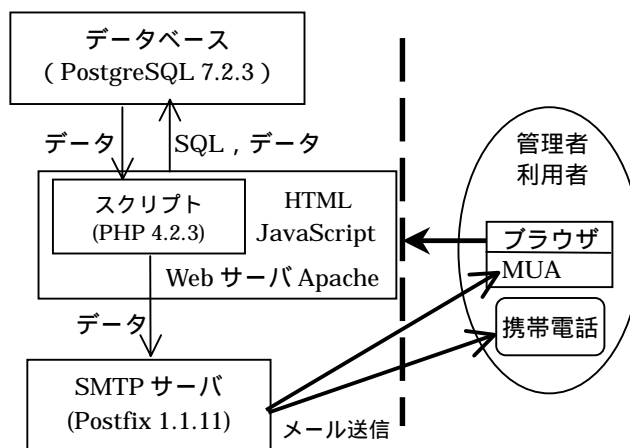 データベース
( PostgreSQL 7.2.3 )
データ
SQL , データ
スクリプト
(PHP 4.2.3)
HTML
JavaScript
Web サーバ Apache
データ
SMTP サーバ
(Postfix 1.1.11)
メール送信
管理者
利用者
ブラウザ
MUA
携帯電話